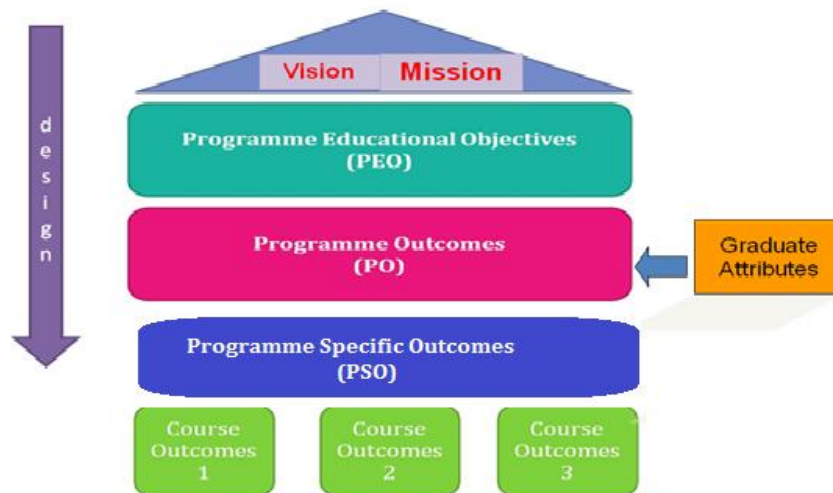 Vision Mission
design
Programme Educational Objectives
(PEO)
Programme Outcomes
(PO)
Graduate
Attributes
Programme Specific Outcomes
(PSO)
Course
Outcomes
1
Course
Outcomes
2
Course
Outcomes
3